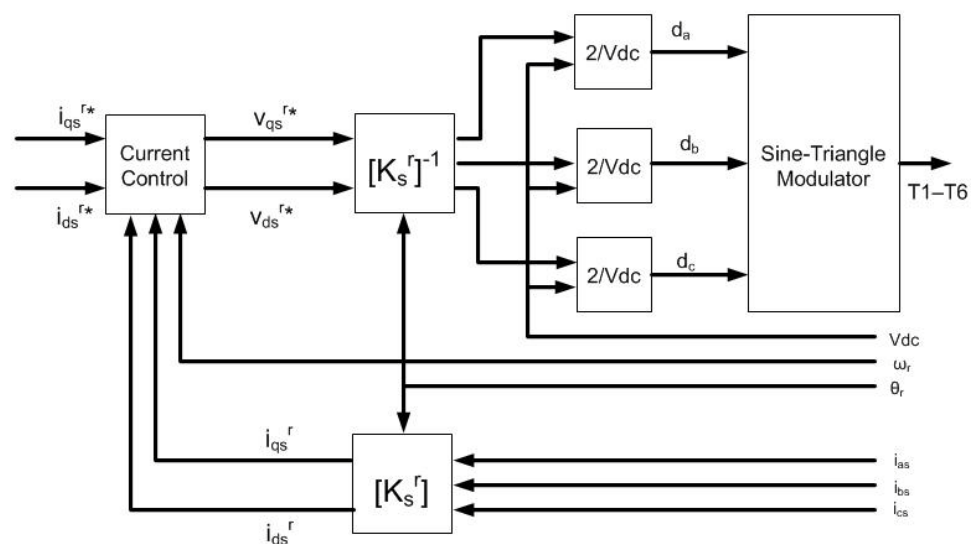 2/Vdc
d_a
i_qs^r*
v_qs^r*
Current
Control
[K_s^r]^-1
2/Vdc
d_b
Sine-Triangle
Modulator
T1–T6
i_ds^r*
v_ds^r*
2/Vdc
d_c
Vdc
ω_r
θ_r
i_qs^r
[K_s^r]
i_as
i_bs
i_cs
i_ds^r